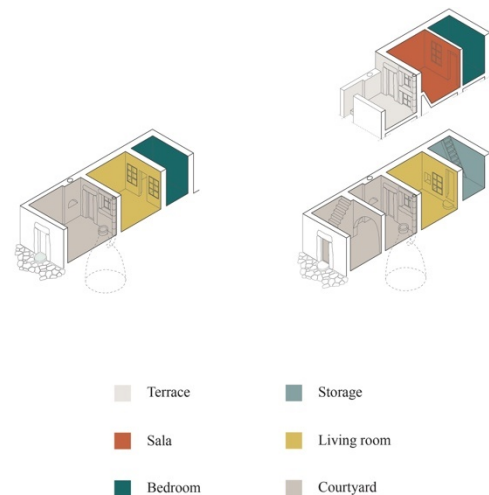 Terrace
Storage
Sala
Living room
Bedroom
Courtyard